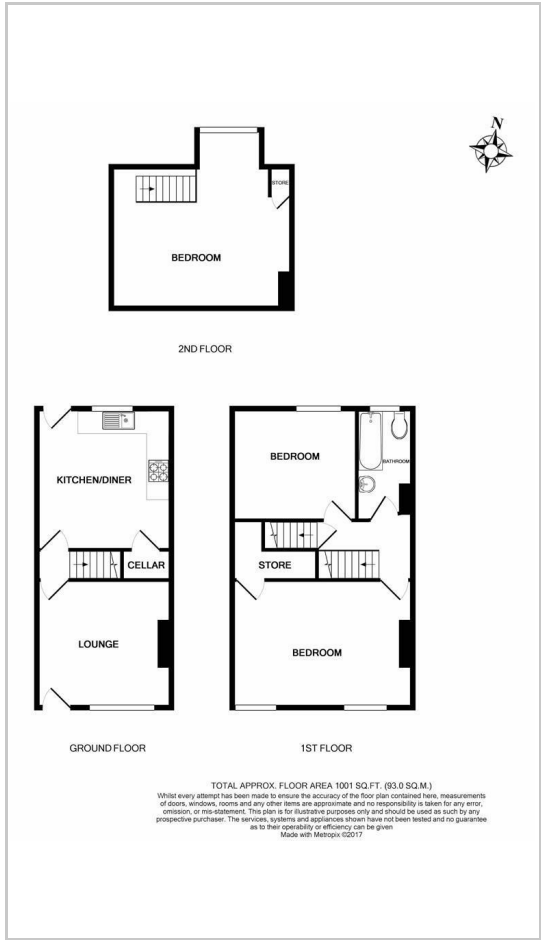 N
STORE
BEDROOM
2ND FLOOR
KITCHEN/DINER
CELLAR
LOUNGE
GROUND FLOOR
BEDROOM
BATHROOM
STORE
BEDROOM
1ST FLOOR
TOTAL APPROX. FLOOR AREA 1001 SQ.FT. (93.0 SQ.M.)
Whilst every attempt has been made to ensure the accuracy of the floor plan contained here, measurements
of doors, windows, rooms and any other items are approximate and no responsibility is taken for any error,
omission, or mis-statement. This plan is for illustrative purposes only and should be used as such by any
prospective purchaser. The services, systems and appliances shown have not been tested and no guarantee
as to their operability or efficiency can be given
Made with Metropix ©2017